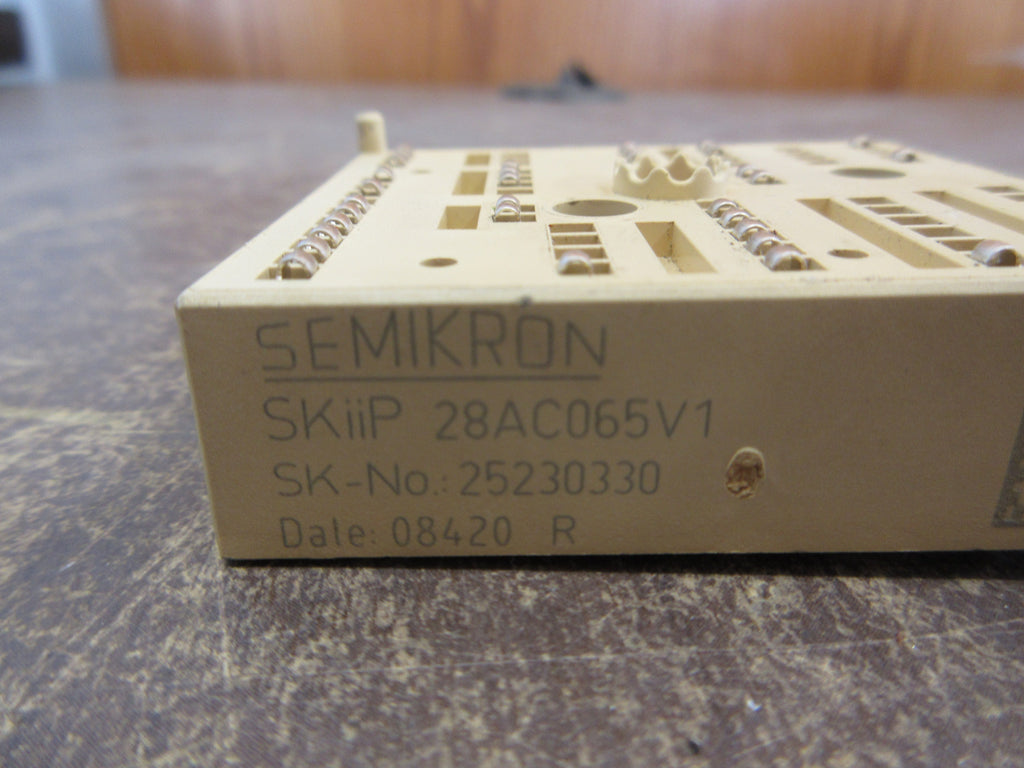 SEMIKRON
SKiiP 28AC065V1
SK-No.: 25230330
Date: 08420 R